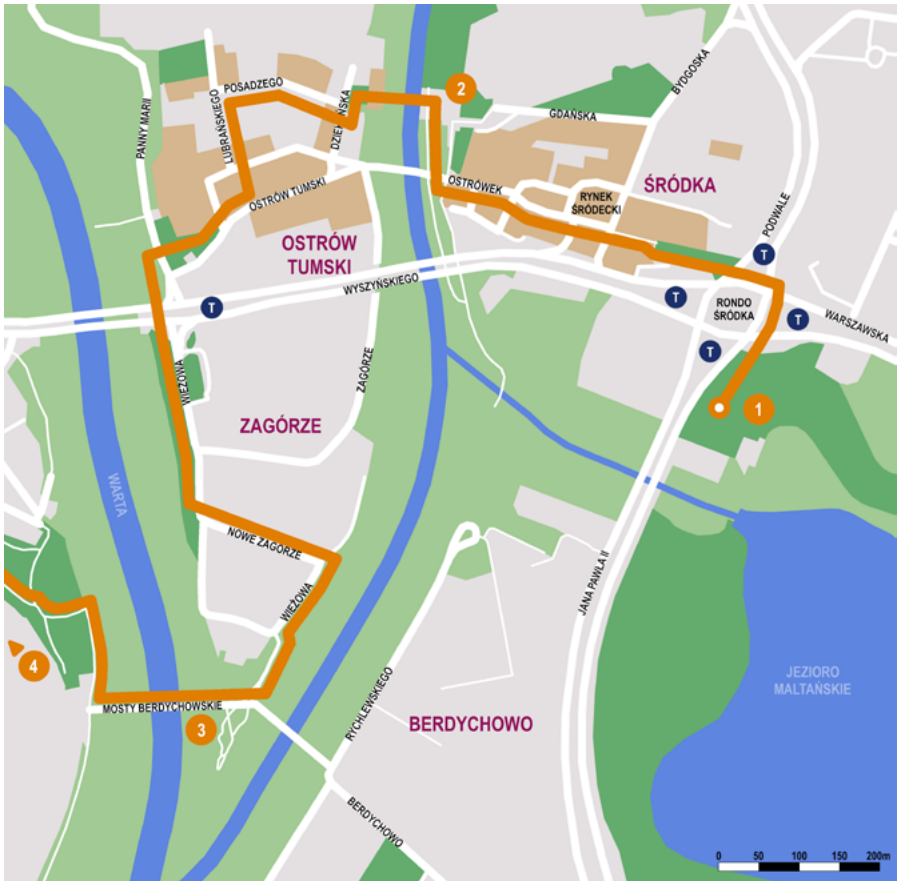 POSADZEGO
2
BYDGOSKA
GDAŃSKA
PANNY MARII
LUBRAŃSKIEGO
OSTRÓW TUMSKI
OSTRÓWEK
RYNEK
ŚRÓDECKI
ŚRÓDKA
PODWALE
OSTRÓW
TUMSKI
T
WYSZYŃSKIEGO
T
T
RONDO
ŚRÓDKA
T
T
WARSZAWSKA
WIEŻOWA
ZAGÓRZE
1
ZAGÓRZE
WARTA
NOWE ZAGÓRZE
WIEŻOWA
JANA PAWŁA II
4
JEZIORO
MALTAŃSKIE
MOSTY BERDYCHOWSKIE
3
RYCHLEWSKIEGO
BERDYCHOWO
BERDYCHOWO
0 50 100 150 200m